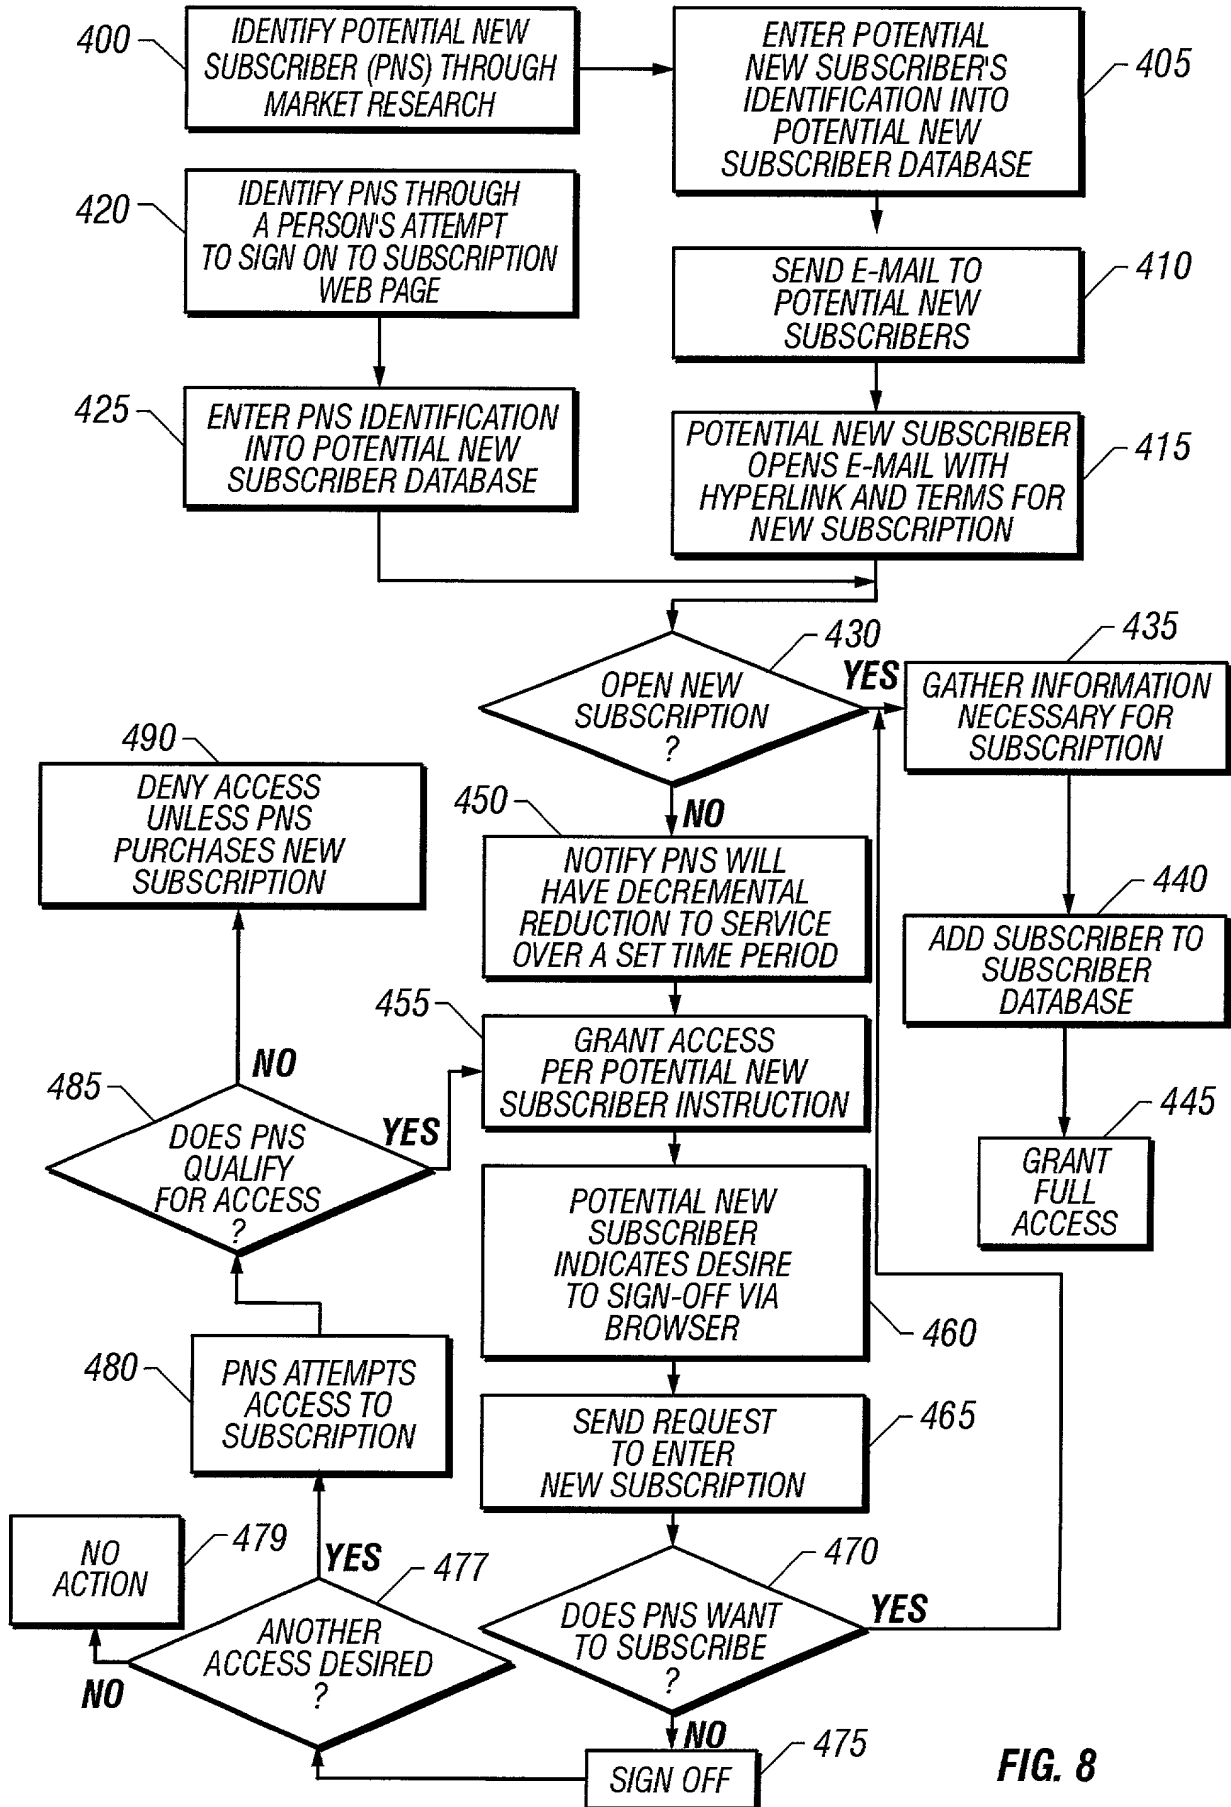 400
IDENTIFY POTENTIAL NEW
SUBSCRIBER (PNS) THROUGH
MARKET RESEARCH
ENTER POTENTIAL
NEW SUBSCRIBER'S
IDENTIFICATION INTO
POTENTIAL NEW
SUBSCRIBER DATABASE
405
420
IDENTIFY PNS THROUGH
A PERSON'S ATTEMPT
TO SIGN ON TO SUBSCRIPTION
WEB PAGE
SEND E-MAIL TO
POTENTIAL NEW
SUBSCRIBERS
410
425
ENTER PNS IDENTIFICATION
INTO POTENTIAL NEW
SUBSCRIBER DATABASE
POTENTIAL NEW SUBSCRIBER
OPENS E-MAIL WITH
HYPERLINK AND TERMS FOR
NEW SUBSCRIPTION
415
430
OPEN NEW
SUBSCRIPTION
?
YES
435
GATHER INFORMATION
NECESSARY FOR
SUBSCRIPTION
490
DENY ACCESS
UNLESS PNS
PURCHASES NEW
SUBSCRIPTION
NO
450
NOTIFY PNS WILL
HAVE DECREMENTAL
REDUCTION TO SERVICE
OVER A SET TIME PERIOD
440
ADD SUBSCRIBER TO
SUBSCRIBER
DATABASE
455
GRANT ACCESS
PER POTENTIAL NEW
SUBSCRIBER INSTRUCTION
NO
485
DOES PNS
QUALIFY
FOR ACCESS
?
YES
445
GRANT
FULL
ACCESS
POTENTIAL NEW
SUBSCRIBER
INDICATES DESIRE
TO SIGN-OFF VIA
BROWSER
460
480
PNS ATTEMPTS
ACCESS TO
SUBSCRIPTION
SEND REQUEST
TO ENTER
NEW SUBSCRIPTION
465
NO
ACTION
479
YES
477
ANOTHER
ACCESS DESIRED
?
NO
470
DOES PNS WANT
TO SUBSCRIBE
?
YES
NO
475
SIGN OFF
FIG. 8